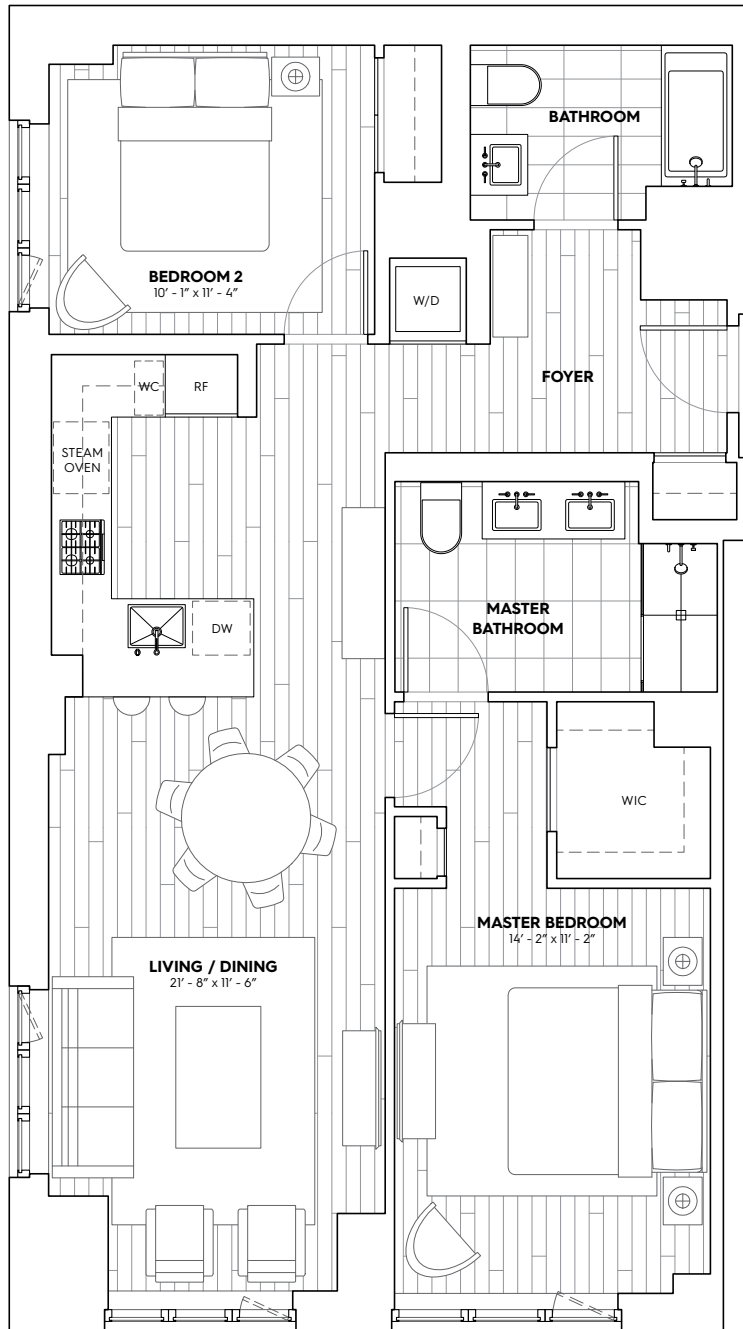 BATHROOM
BEDROOM 2
10' - 1" x 11' - 4"
W/D
FOYER
WC
RF
STEAM
OVEN
DW
MASTER
BATHROOM
WIC
MASTER BEDROOM
14' - 2" x 11' - 2"
LIVING / DINING
21' - 8" x 11' - 6"